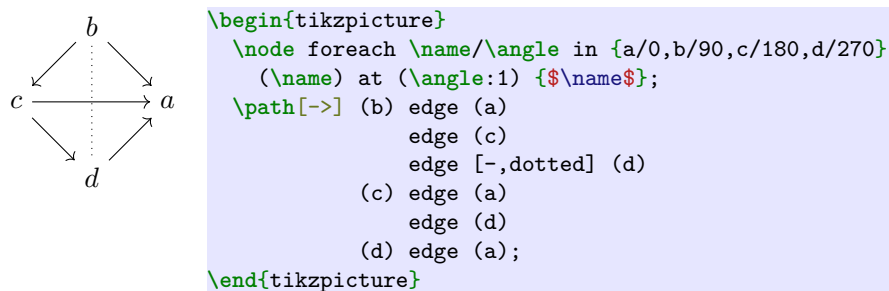 b
c
a
d
\begin{tikzpicture}
  \node foreach \name/\angle in {a/0,b/90,c/180,d/270}
    (\name) at (\angle:1) {$\name$};
  \path[->] (b) edge (a)
                edge (c)
                edge [-,dotted] (d)
            (c) edge (a)
                edge (d)
            (d) edge (a);
\end{tikzpicture}